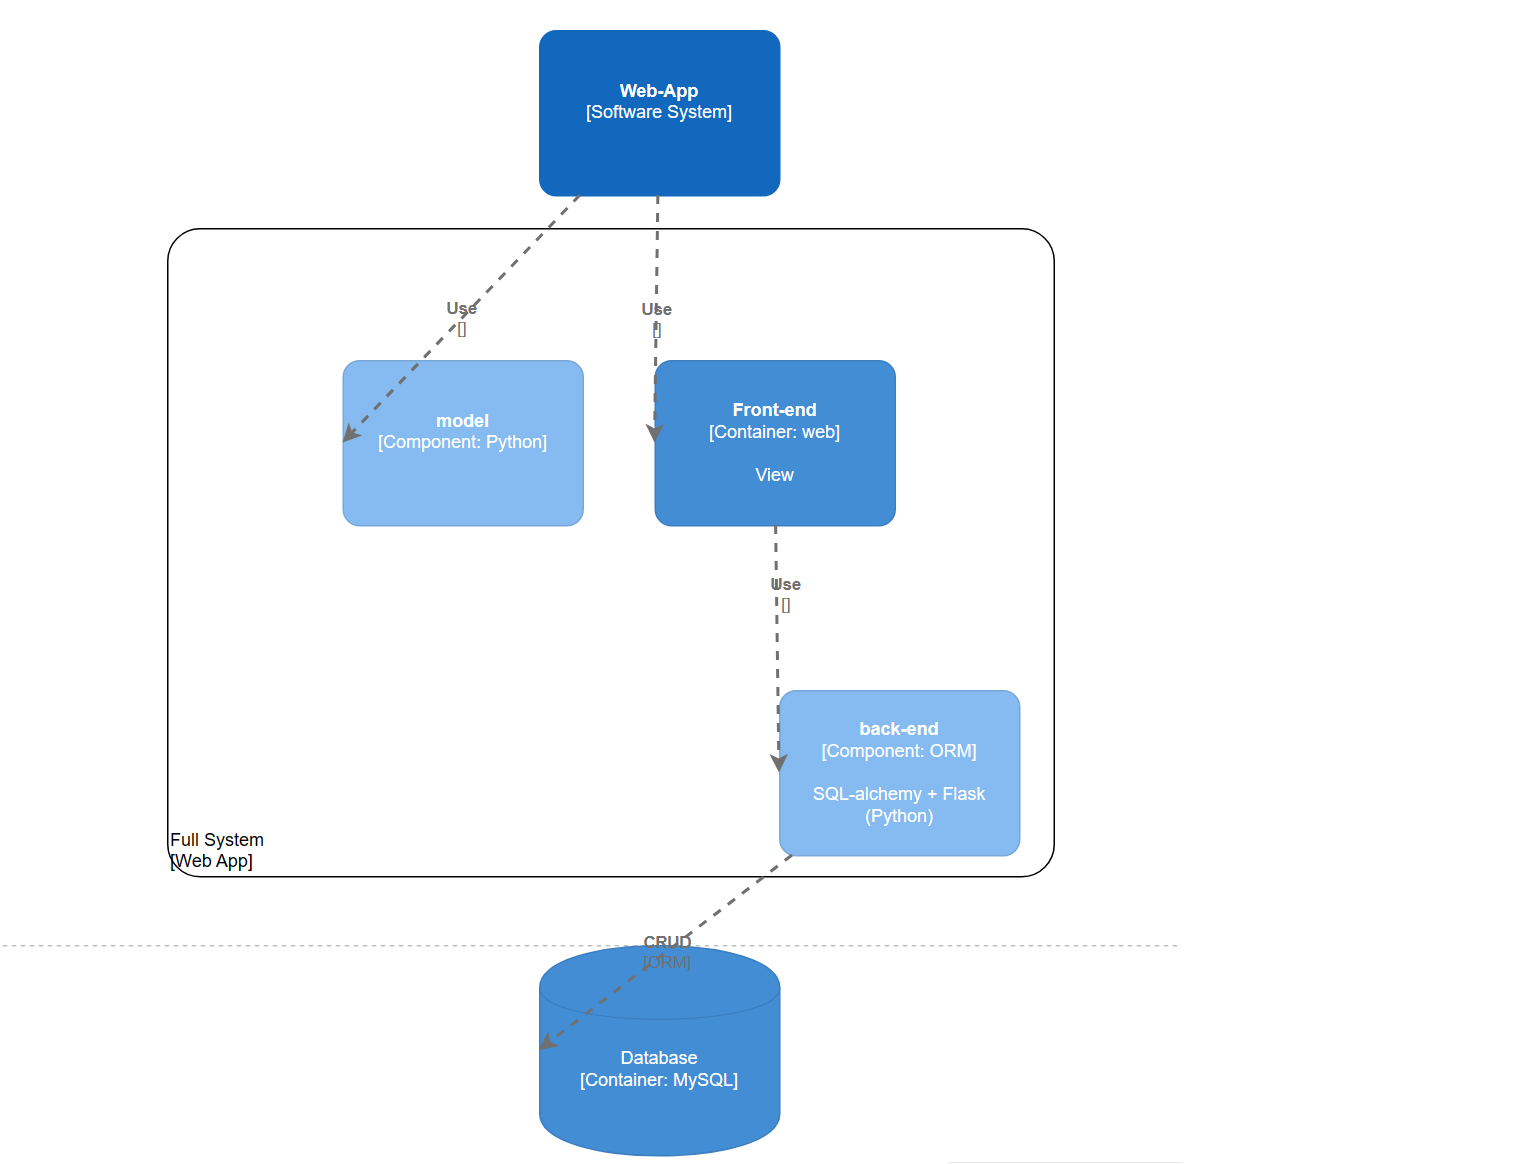 Web-App
[Software System]
Use
[]
Use
[]
model
[Component: Python]
Front-end
[Container: web]
View
Use
[]
back-end
[Component: ORM]
SQL-alchemy + Flask
(Python)
Full System
[Web App]
CRUD
[ORM]
Database
[Container: MySQL]